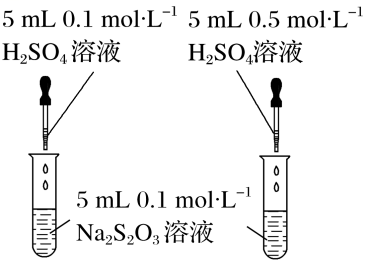 5 mL 0.1 mol·L⁻¹ 5 mL 0.5 mol·L⁻¹
H₂SO₄溶液 H₂SO₄溶液
5 mL 0.1 mol·L⁻¹
Na₂S₂O₃溶液